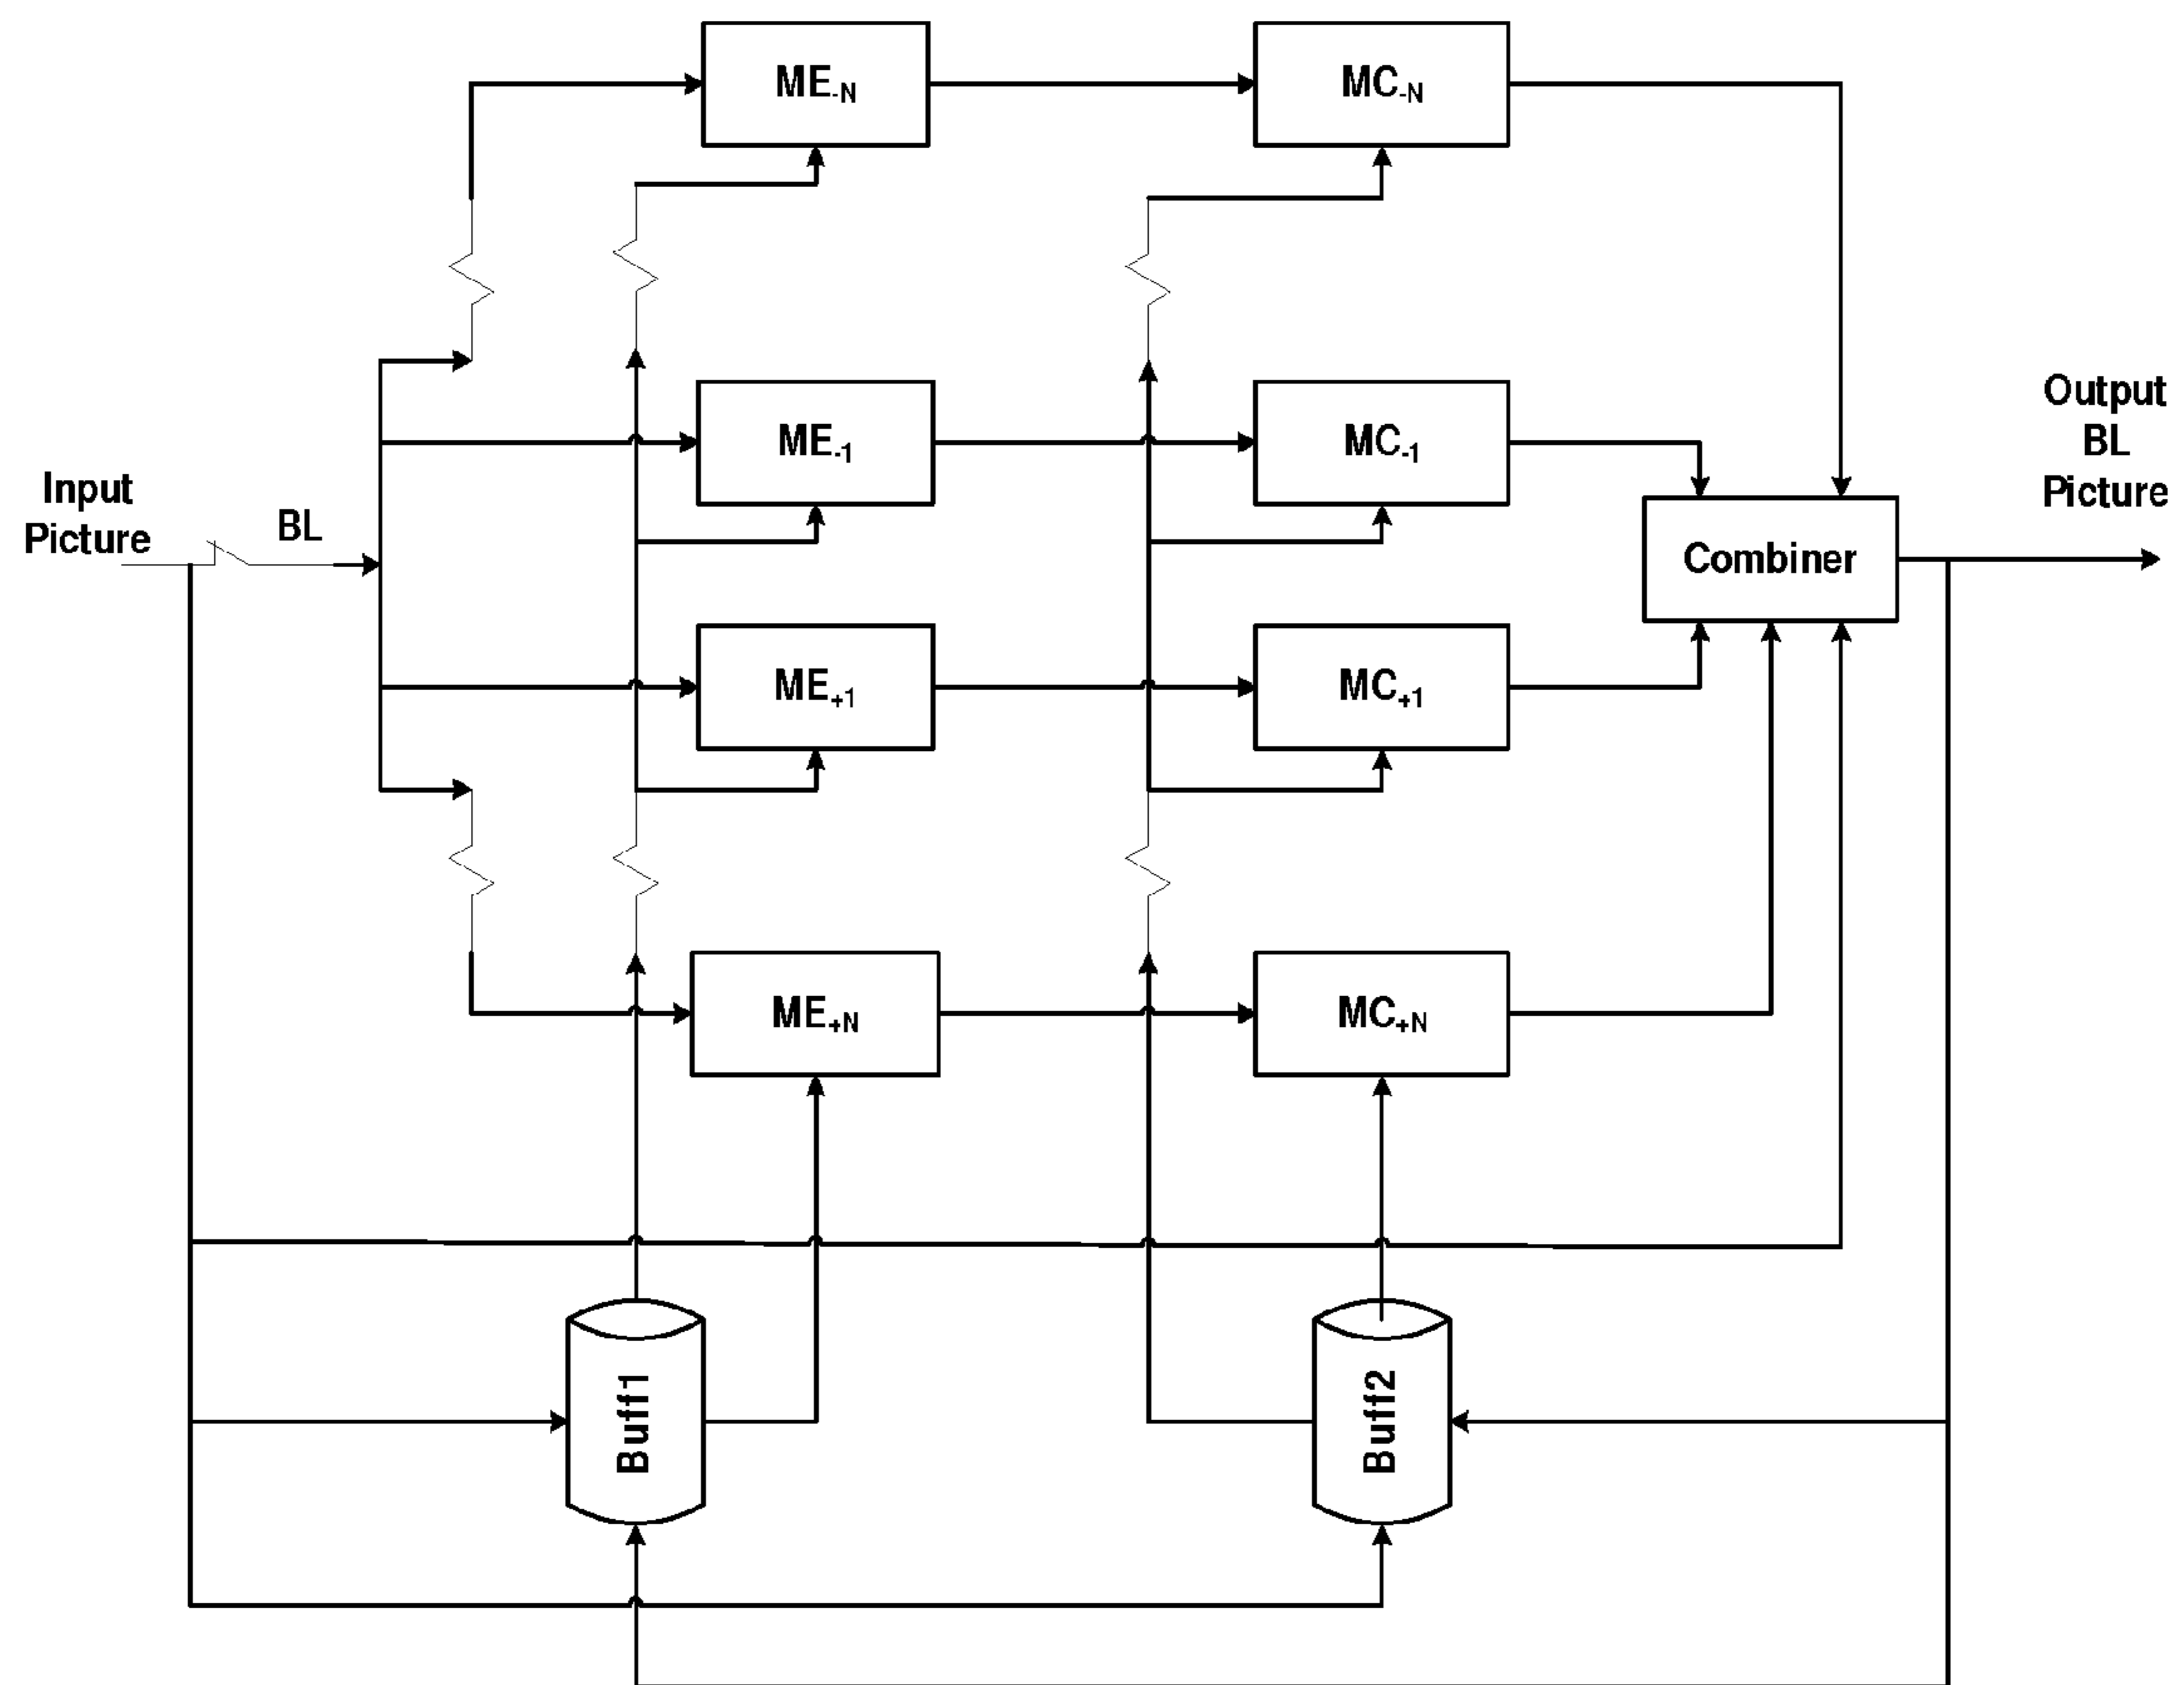 ME-N
MC-N
ME-1
MC-1
Output
BL
Picture
Input
Picture
BL
Combiner
ME+1
MC+1
ME+N
MC+N
Buff1
Buff2